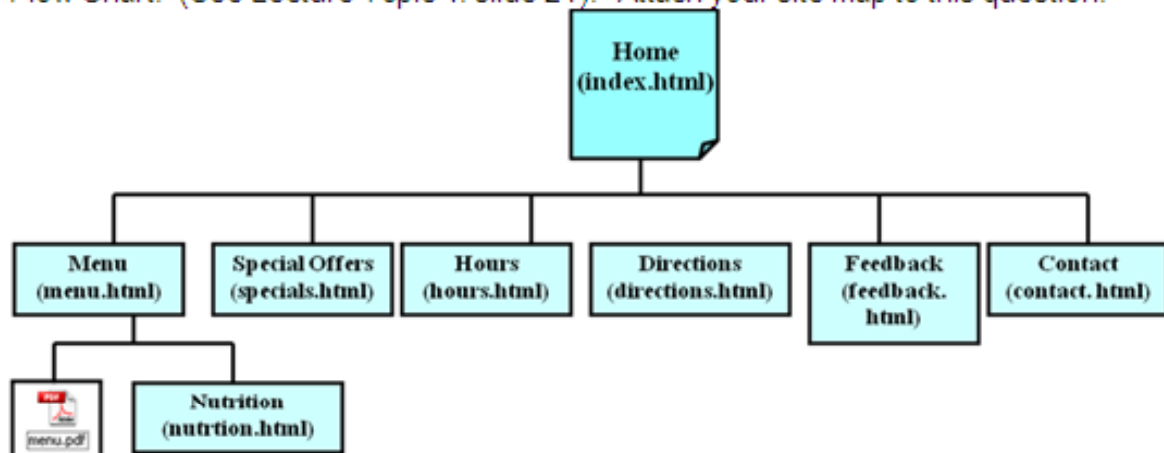 Flow Chart. (See Lecture Topic 4: slide 21). Attach your site map to this question.
Home
(index.html)
Menu
(menu.html)
Special Offers
(specials.html)
Hours
(hours.html)
Directions
(directions.html)
Feedback
(feedback.
html)
Contact
(contact. html)
PDF
menu.pdf
Nutrition
(nutrtion.html)